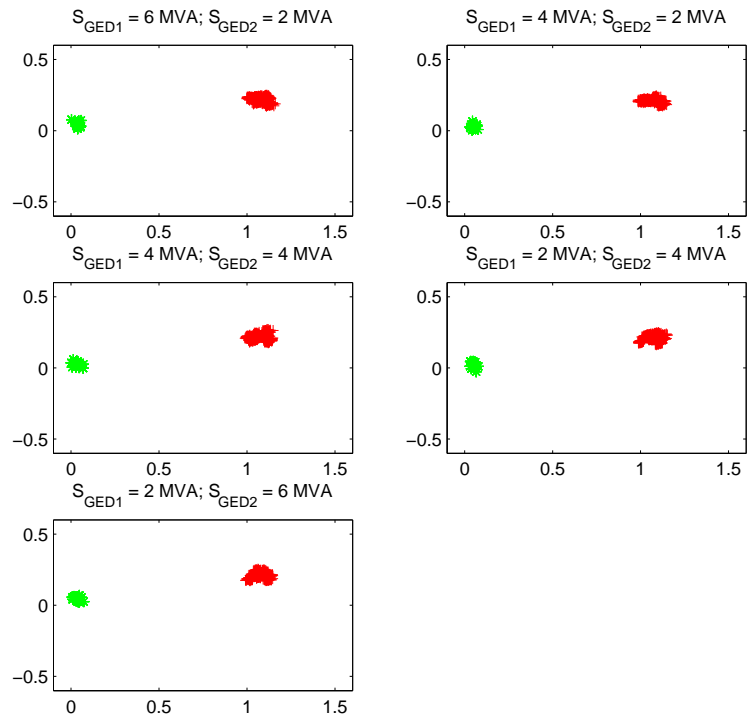 S_GED1 = 6 MVA; S_GED2 = 2 MVA
0.5
0
−0.5
0 0.5 1 1.5
S_GED1 = 4 MVA; S_GED2 = 2 MVA
0.5
0
−0.5
0 0.5 1 1.5
S_GED1 = 4 MVA; S_GED2 = 4 MVA
0.5
0
−0.5
0 0.5 1 1.5
S_GED1 = 2 MVA; S_GED2 = 4 MVA
0.5
0
−0.5
0 0.5 1 1.5
S_GED1 = 2 MVA; S_GED2 = 6 MVA
0.5
0
−0.5
0 0.5 1 1.5